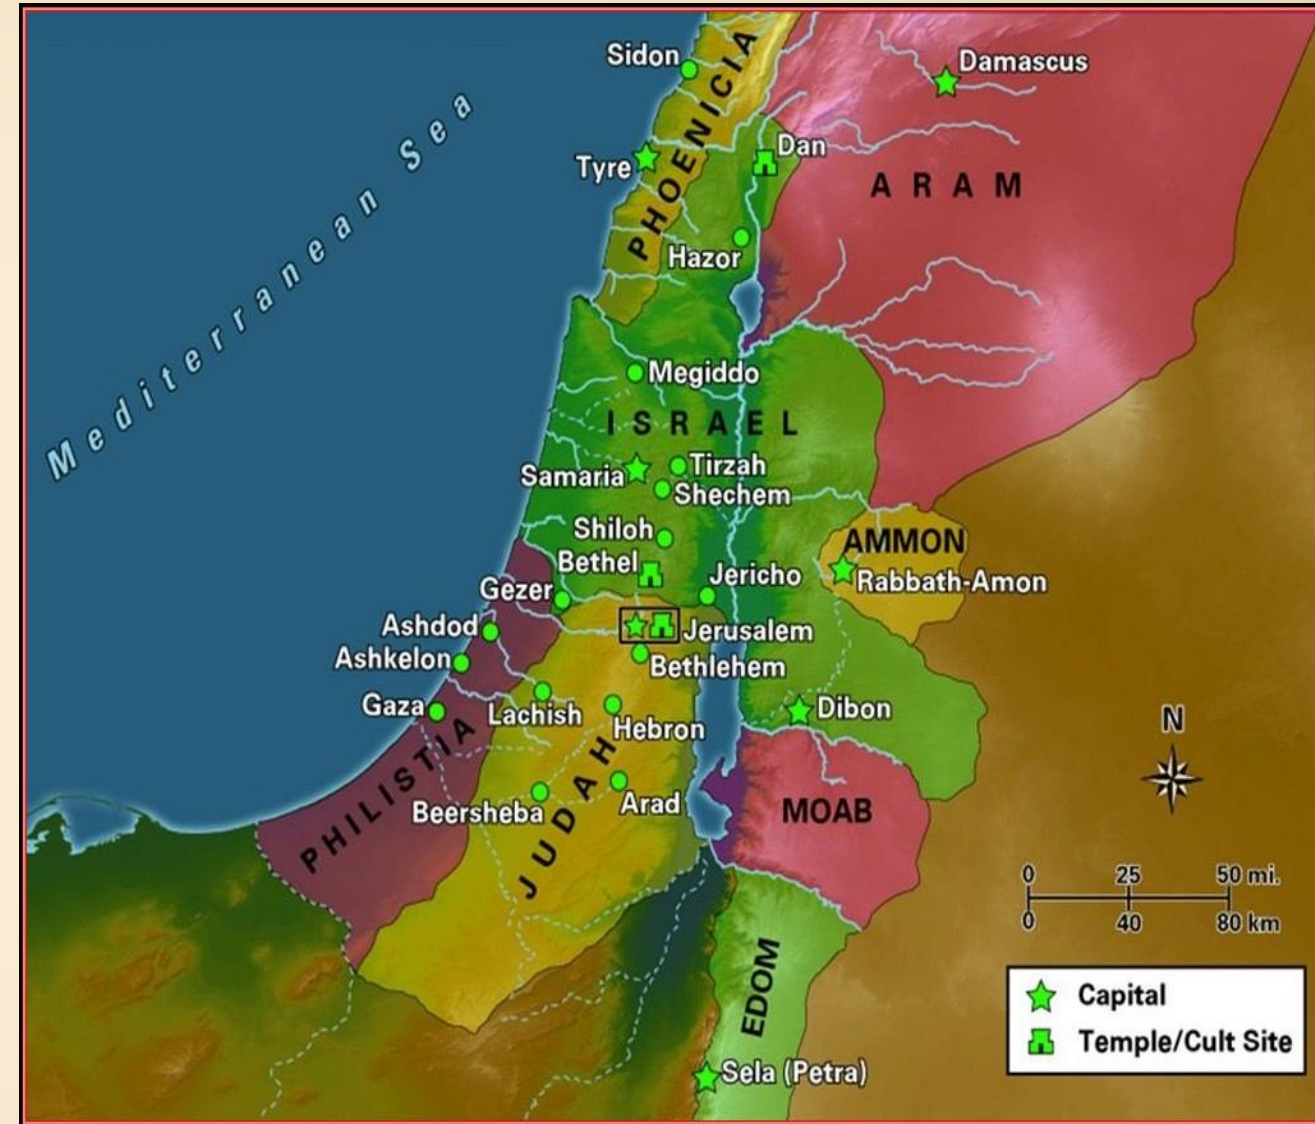 Sidon
Damascus
PHOENICIA
Mediterranean Sea
Dan
Tyre
ARAM
Hazor
Megiddo
ISRAEL
Tirzah
Samaria
Shechem
Shiloh
AMMON
Bethel
Jericho
Rabbath-Amon
Gezer
Ashdod
Jerusalem
Ashkelon
Bethlehem
Gaza
Lachish
Dibon
Hebron
N
PHILISTIA
JUDAH
Arad
Beersheba
MOAB
0 25 50 mi.
0 40 80 km
EDOM
Capital
Temple/Cult Site
Sela (Petra)